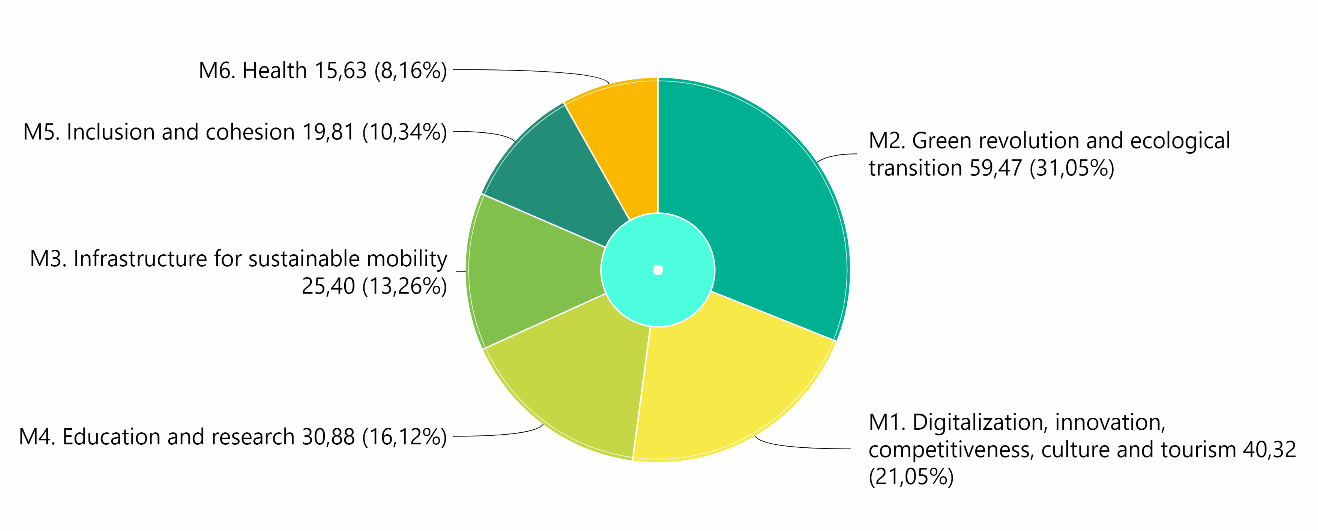 M6. Health 15,63 (8,16%)
M5. Inclusion and cohesion 19,81 (10,34%)
M3. Infrastructure for sustainable mobility
25,40 (13,26%)
M4. Education and research 30,88 (16,12%)
M2. Green revolution and ecological
transition 59,47 (31,05%)
M1. Digitalization, innovation,
competitiveness, culture and tourism 40,32
(21,05%)